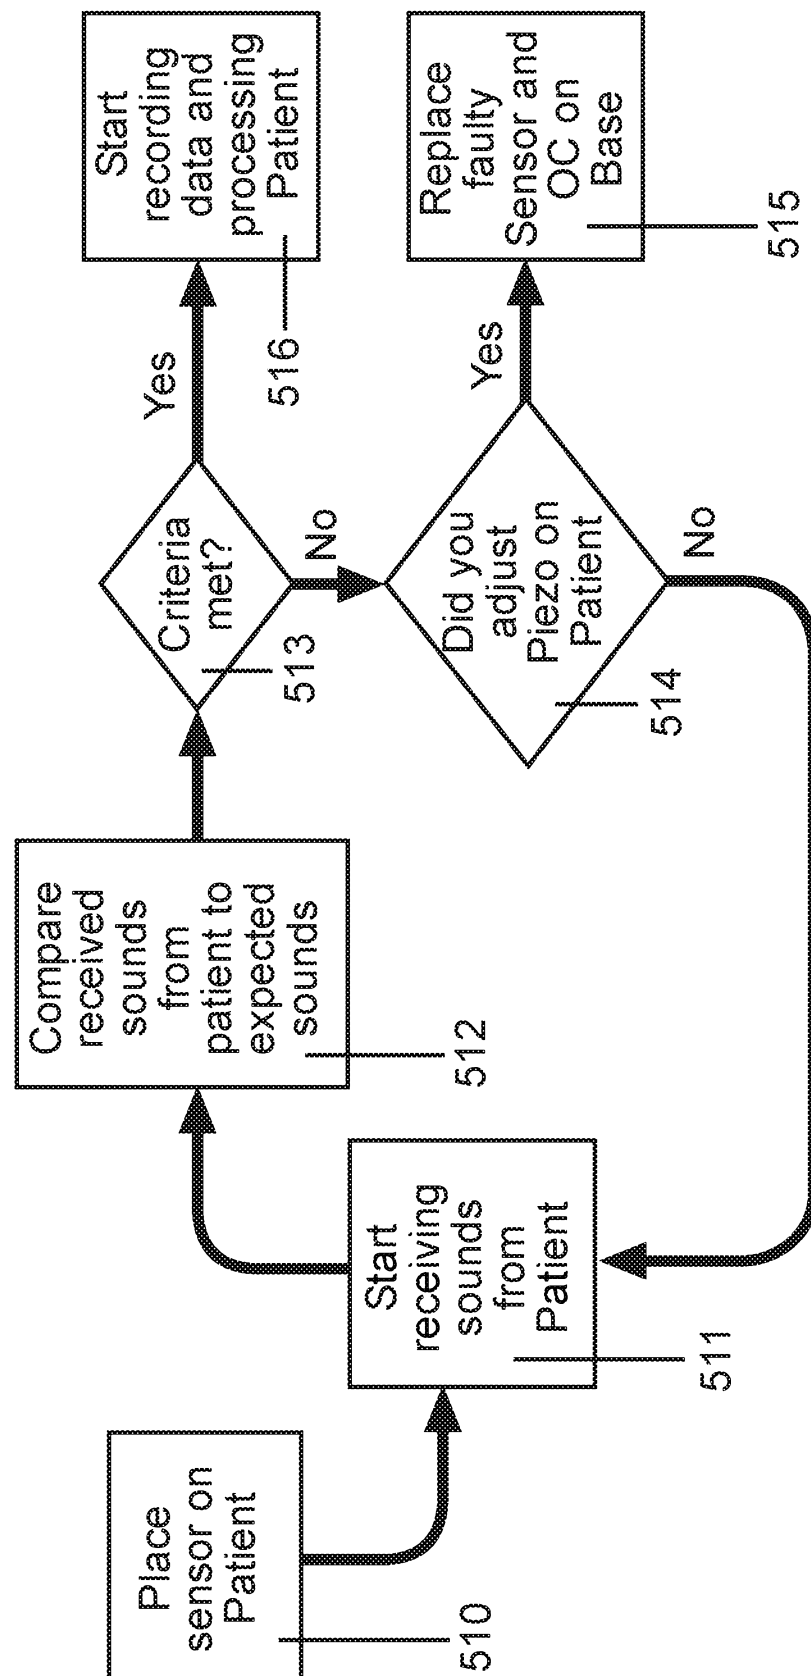 Place
sensor on
Patient
510
Start
receiving
sounds
from
Patient
511
Compare
received
sounds
from
patient to
expected
sounds
512
Criteria
met?
513
Yes
No
Start
recording
data and
processing
Patient
516
Did you
adjust
Piezo on
Patient
514
Yes
No
Replace
faulty
Sensor and
OC on
Base
515